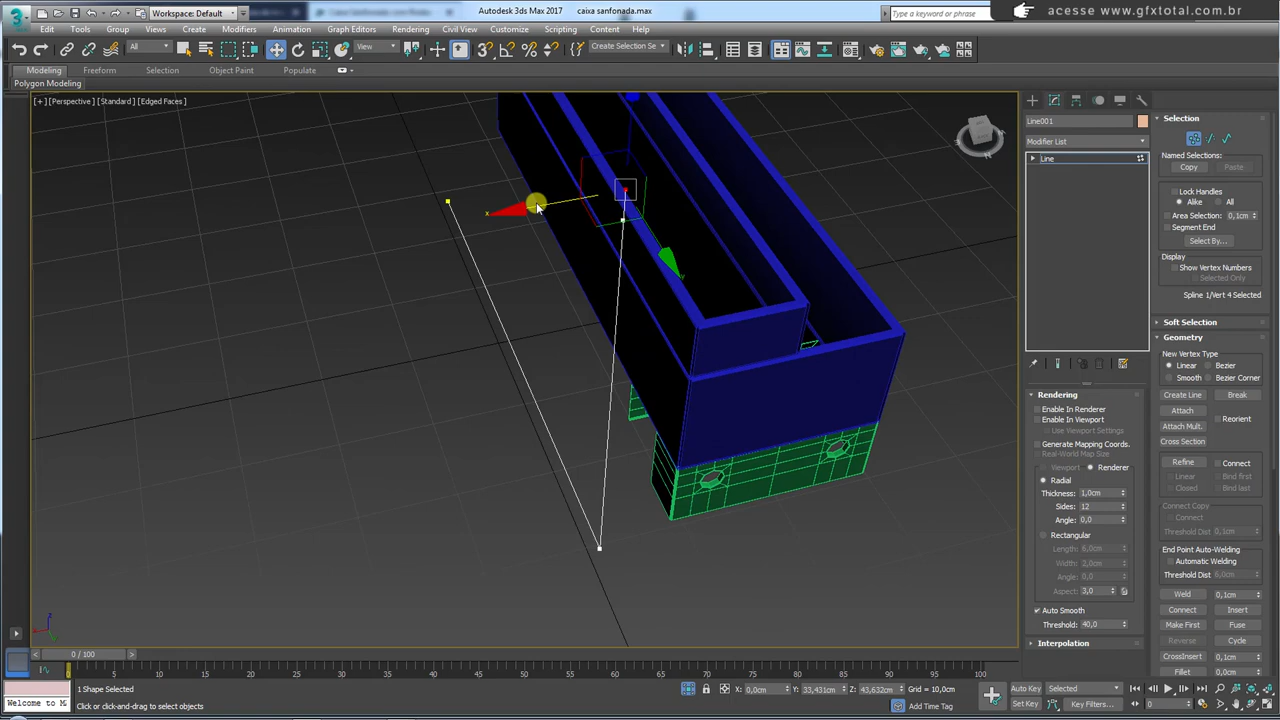 Workspace: Default
Autodesk 3ds Max 2017    caixa sanfonada.max
Type a keyword or phrase
acesse www.gfxtotal.com.br
Edit Tools Group Views Create Modifiers Animation Graph Editors Rendering Civil View Customize Scripting Content Help
All
View
Create Selection Se
Modeling Freeform Selection Object Paint Populate
Polygon Modeling
[+] [Perspective] [Standard] [Edged Faces]
x
Line001
Modifier List
Line
Selection
Named Selections:
Copy Paste
Lock Handles
Alike All
Area Selection: 0,1cm
Segment End
Select By...
Display
Show Vertex Numbers
Selected Only
Spline 1/Vert 4 Selected
Soft Selection
Geometry
New Vertex Type
Linear Bezier
Smooth Bezier Corner
Create Line Break
Attach Reorient
Attach Mult.
Cross Section
Refine Connect
Linear Bind first
Closed Bind last
Connect Copy
Connect
Threshold Dist 0,1cm
End Point Auto-Welding
Automatic Welding
Threshold Dist 6,0cm
Weld 0,1cm
Connect Insert
Make First Fuse
Reverse Cycle
CrossInsert 0,1cm
Fillet 0,1cm
Rendering
Enable In Renderer
Enable In Viewport
Use Viewport Settings
Generate Mapping Coords.
Real-World Map Size
Viewport Renderer
Radial
Thickness: 1,0cm
Sides: 12
Angle: 0,0
Rectangular
Length: 6,0cm
Width: 2,0cm
Angle: 0,0
Aspect: 3,0
Auto Smooth
Threshold: 40,0
Interpolation
0 / 100
0 5 10 15 20 25 30 35 40 45 50 55 60 65 70 75 80 85 90 95 100
1 Shape Selected
Welcome to M
Click or click-and-drag to select objects
X: 0,0cm Y: 33,431cm Z: 43,632cm Grid = 10,0cm
Add Time Tag
Auto Key Selected
Set Key Key Filters...
0